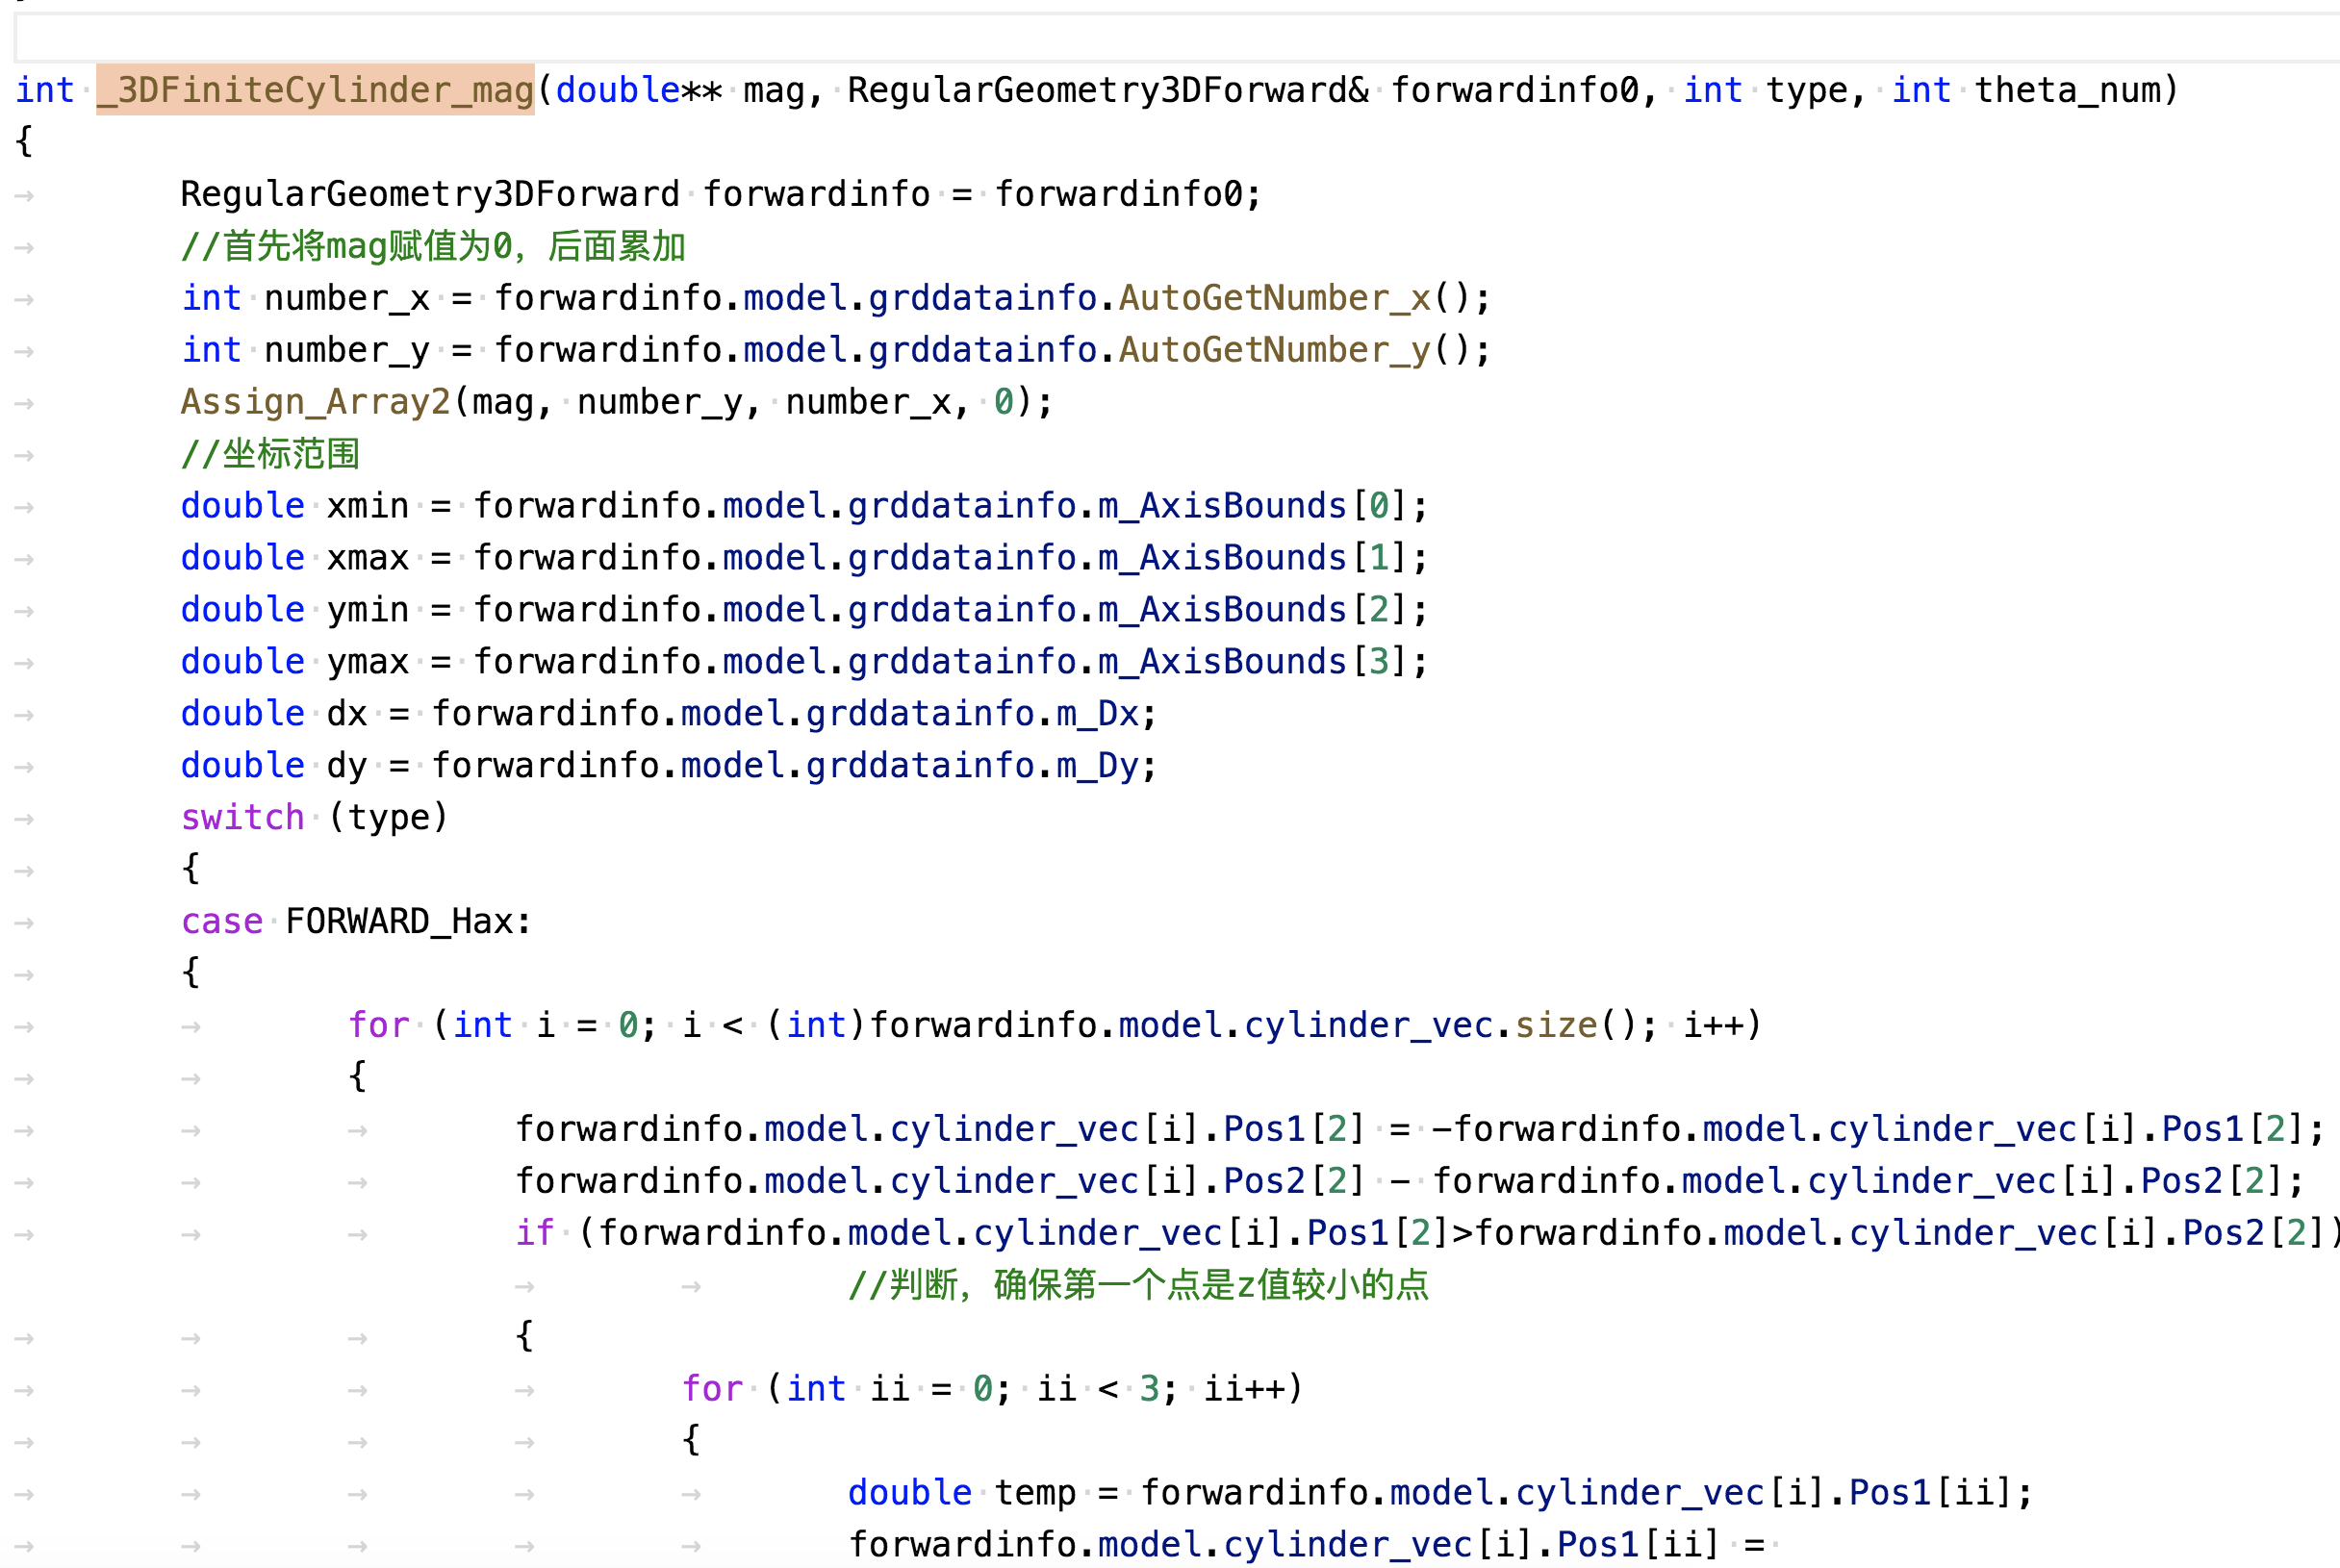 int _3DFiniteCylinder_mag(double** mag, RegularGeometry3DForward& forwardinfo0, int type, int theta_num)
{
RegularGeometry3DForward forwardinfo = forwardinfo0;
//首先将mag赋值为0，后面累加
int number_x = forwardinfo.model.grddatainfo.AutoGetNumber_x();
int number_y = forwardinfo.model.grddatainfo.AutoGetNumber_y();
Assign_Array2(mag, number_y, number_x, 0);
//坐标范围
double xmin = forwardinfo.model.grddatainfo.m_AxisBounds[0];
double xmax = forwardinfo.model.grddatainfo.m_AxisBounds[1];
double ymin = forwardinfo.model.grddatainfo.m_AxisBounds[2];
double ymax = forwardinfo.model.grddatainfo.m_AxisBounds[3];
double dx = forwardinfo.model.grddatainfo.m_Dx;
double dy = forwardinfo.model.grddatainfo.m_Dy;
switch (type)
{
case FORWARD_Hax:
{
for (int i = 0; i < (int)forwardinfo.model.cylinder_vec.size(); i++)
{
forwardinfo.model.cylinder_vec[i].Pos1[2] = -forwardinfo.model.cylinder_vec[i].Pos1[2];
forwardinfo.model.cylinder_vec[i].Pos2[2] - forwardinfo.model.cylinder_vec[i].Pos2[2];
if (forwardinfo.model.cylinder_vec[i].Pos1[2]>forwardinfo.model.cylinder_vec[i].Pos2[2])
//判断，确保第一个点是z值较小的点
{
for (int ii = 0; ii < 3; ii++)
{
double temp = forwardinfo.model.cylinder_vec[i].Pos1[ii];
forwardinfo.model.cylinder_vec[i].Pos1[ii] =